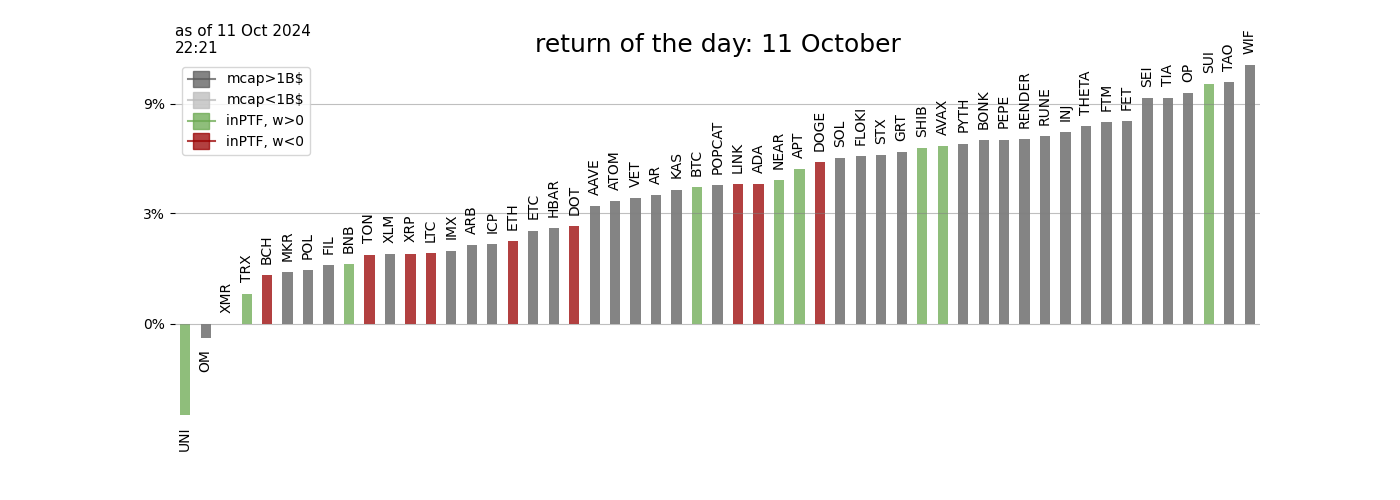 as of 11 Oct 2024
22:21
return of the day: 11 October
mcap>1B$
mcap<1B$
inPTF, w>0
inPTF, w<0
9%
3%
0%
UNI
OM
XMR
TRX
BCH
MKR
POL
FIL
BNB
TON
XLM
XRP
LTC
IMX
ARB
ICP
ETH
ETC
HBAR
DOT
AAVE
ATOM
VET
AR
KAS
BTC
POPCAT
LINK
ADA
NEAR
APT
DOGE
SOL
FLOKI
STX
GRT
SHIB
AVAX
PYTH
BONK
PEPE
RENDER
RUNE
INJ
THETA
FTM
FET
SEI
TIA
OP
SUI
TAO
WIF